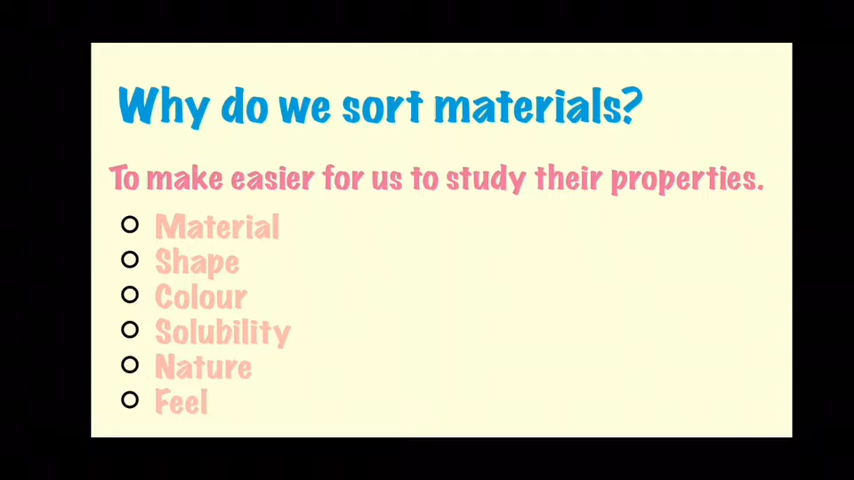 Why do we sort materials?
To make easier for us to study their properties.
Material
Shape
Colour
Solubility
Nature
Feel